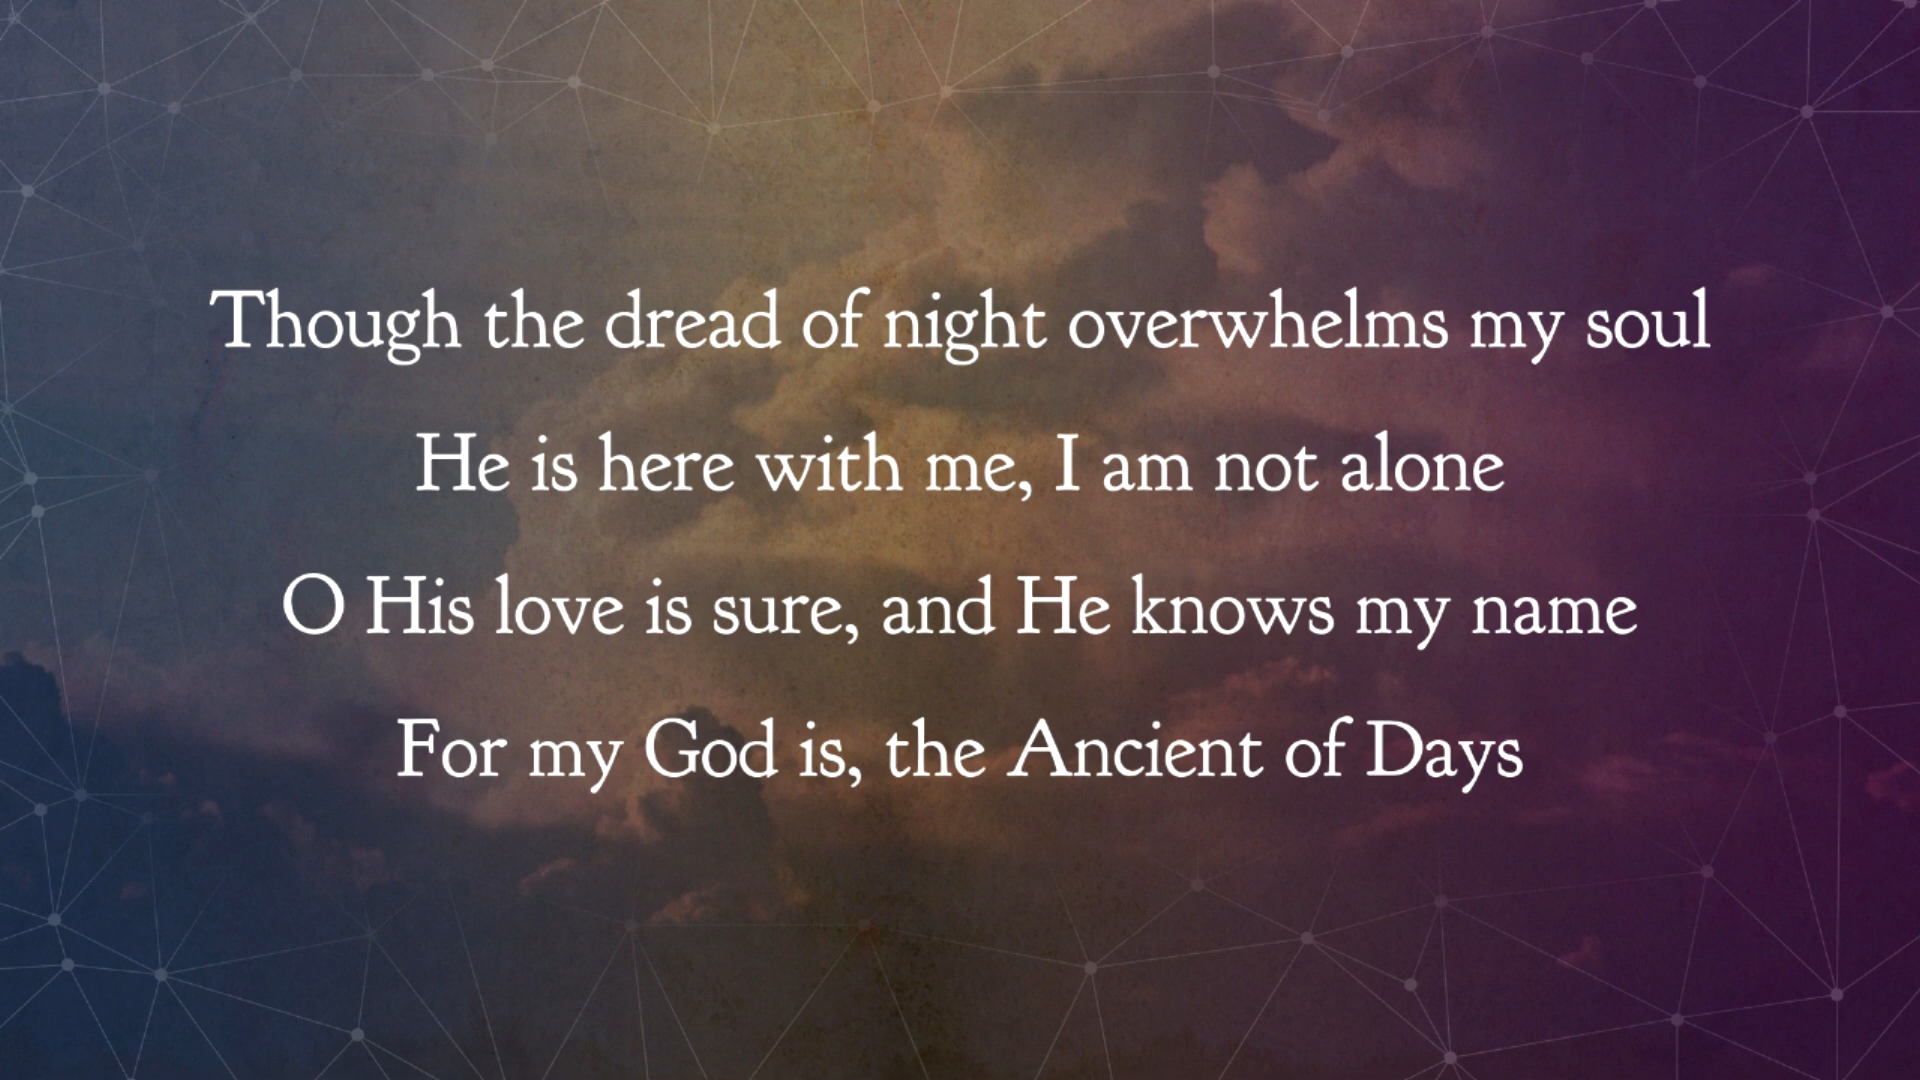 Though the dread of night overwhelms my soul
He is here with me, I am not alone
O His love is sure, and He knows my name
For my God is, the Ancient of Days